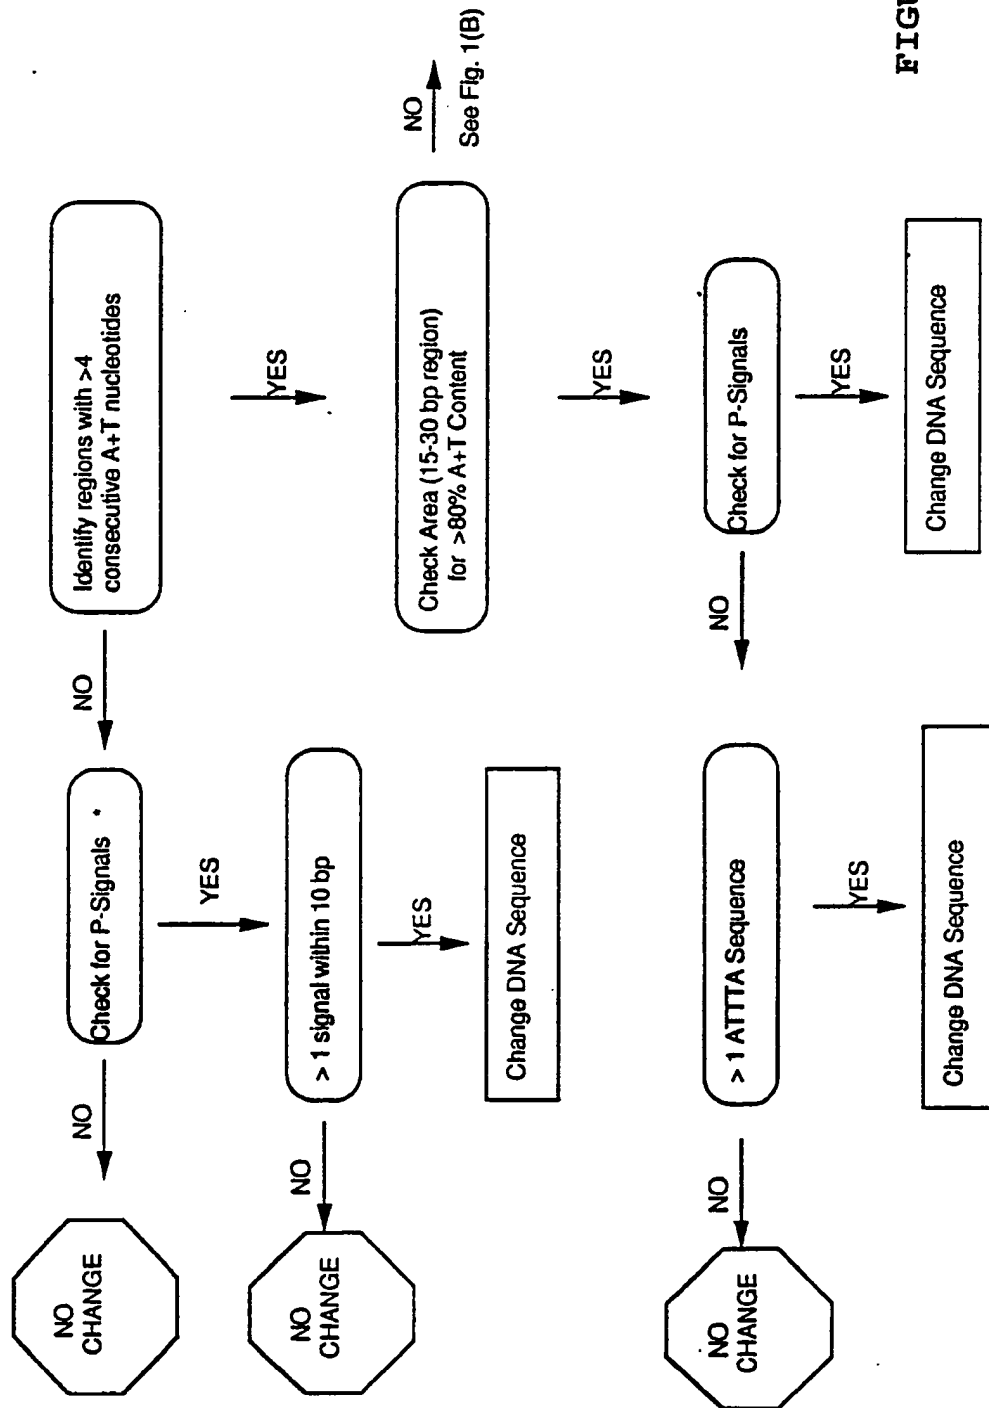 NO
CHANGE
NO
Check for P-Signals *
NO
Identify regions with >4
consecutive A+T nucleotides
YES
YES
NO
CHANGE
NO
> 1 signal within 10 bp
Check Area (15-30 bp region)
for >80% A+T Content
NO
See Fig. 1(B)
YES
Change DNA Sequence
YES
NO
CHANGE
NO
> 1 ATTTA Sequence
NO
Check for P-Signals
YES
YES
Change DNA Sequence
Change DNA Sequence